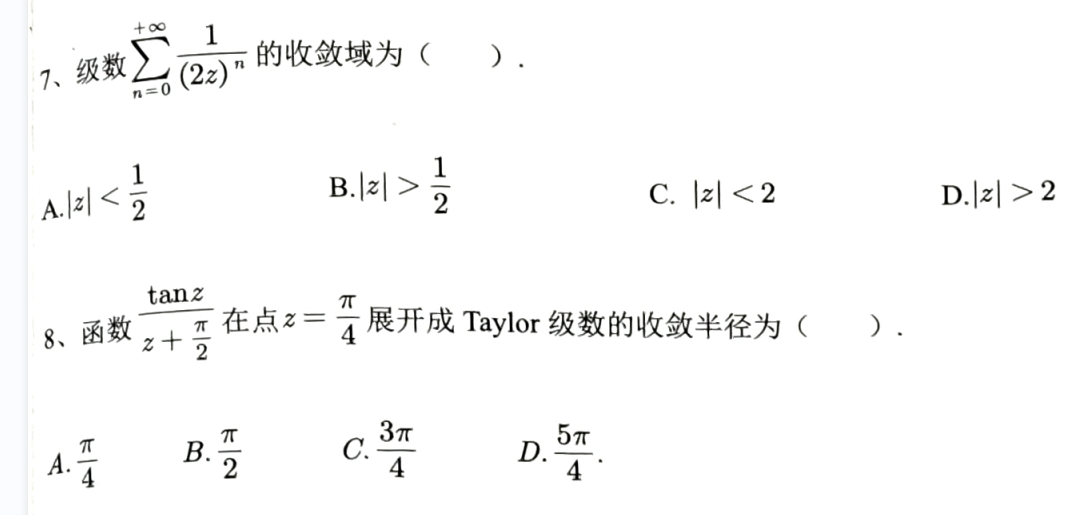 7、级数 $\sum_{n=0}^{+\infty}\frac{1}{(2z)^n}$ 的收敛域为（ ）.
A.$|z|<\frac{1}{2}$ B.$|z|>\frac{1}{2}$ C. $|z|<2$ D.$|z|>2$
8、函数 $\frac{\tan z}{z+\frac{\pi}{2}}$ 在点 $z=\frac{\pi}{4}$ 展开成 Taylor 级数的收敛半径为（ ）.
A.$\frac{\pi}{4}$ B.$\frac{\pi}{2}$ C.$\frac{3\pi}{4}$ D.$\frac{5\pi}{4}$.